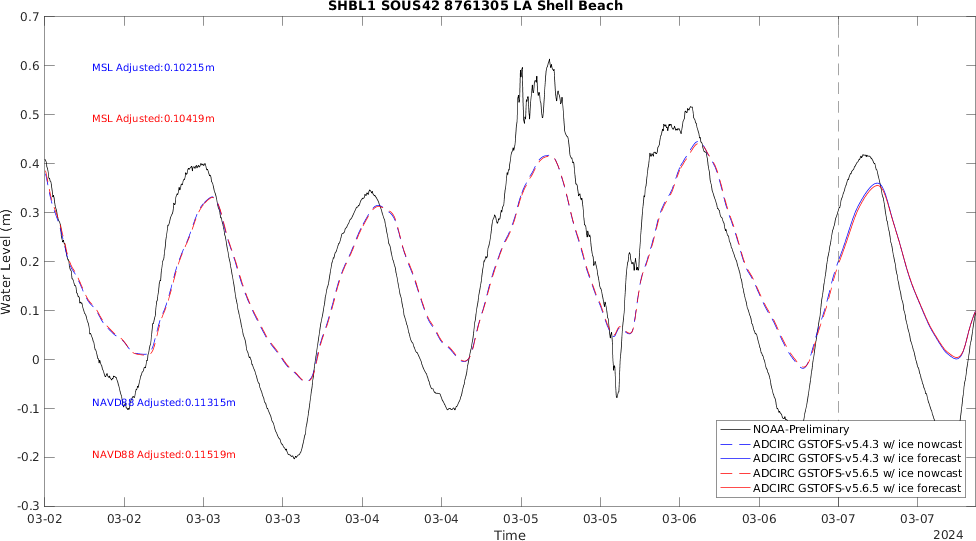 SHBL1 SOUS42 8761305 LA Shell Beach
0.7
0.6
0.5
0.4
0.3
0.2
0.1
0
-0.1
-0.2
-0.3
Water Level (m)
MSL Adjusted:0.10215m
MSL Adjusted:0.10419m
NAVD88 Adjusted:0.11315m
NAVD88 Adjusted:0.11519m
NOAA-Preliminary
ADCIRC GSTOFS-v5.4.3 w/ ice nowcast
ADCIRC GSTOFS-v5.4.3 w/ ice forecast
ADCIRC GSTOFS-v5.6.5 w/ ice nowcast
ADCIRC GSTOFS-v5.6.5 w/ ice forecast
03-02 03-02 03-03 03-03 03-04 03-04 03-05 03-05 03-06 03-06 03-07 03-07
Time
2024